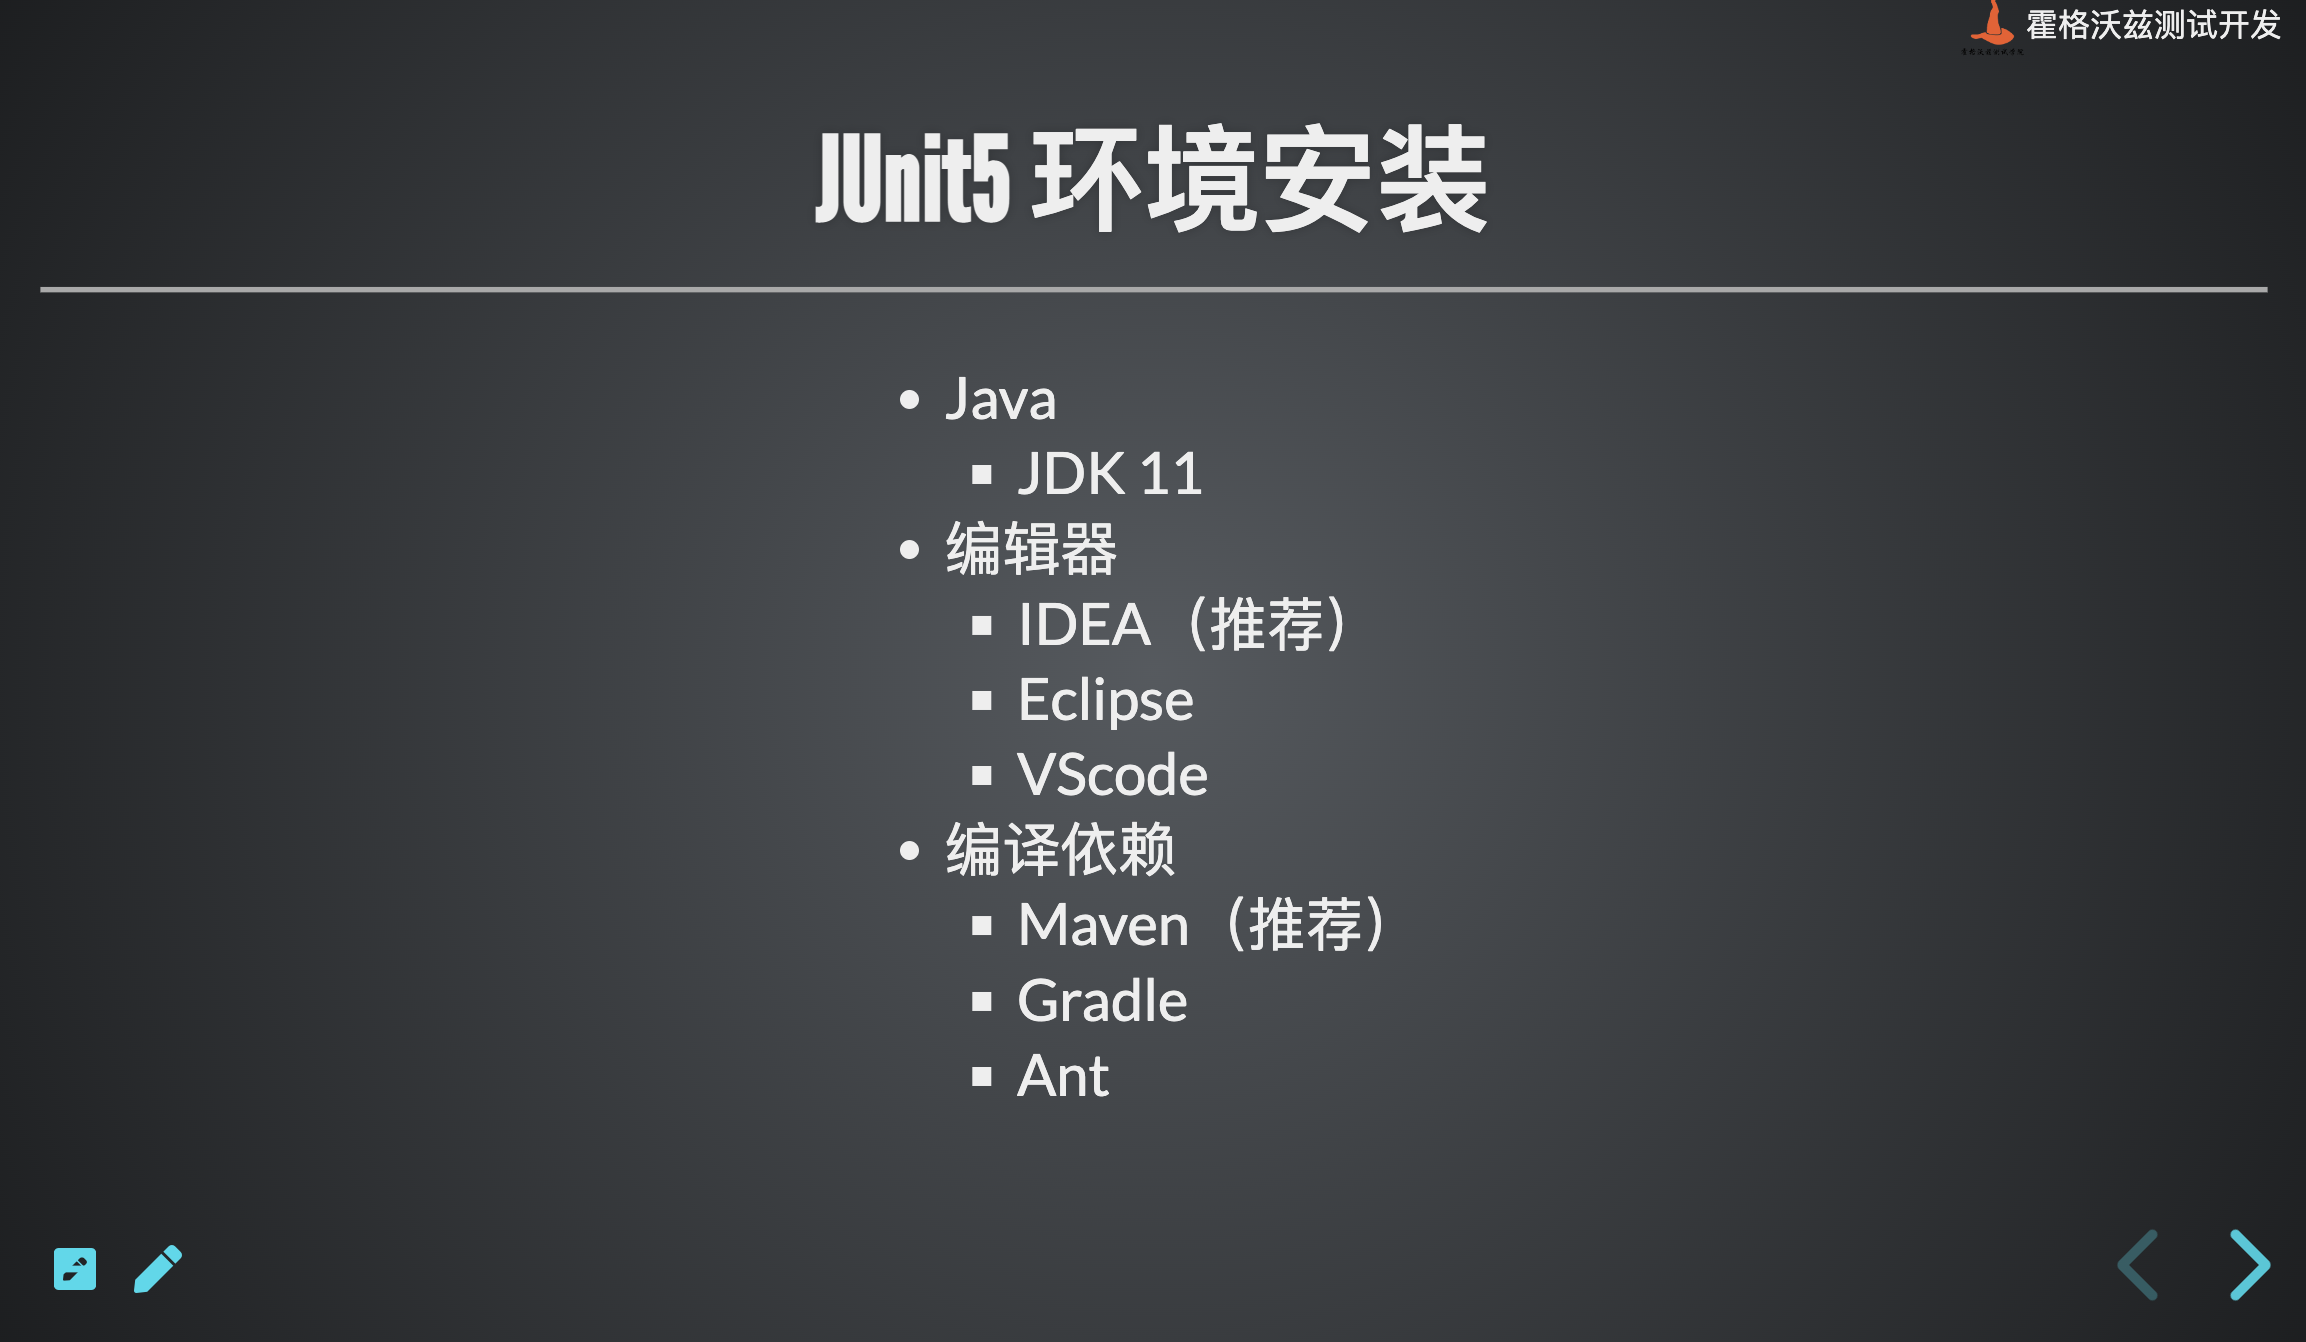 霍格沃兹测试开发
JUnit5 环境安装
Java
JDK 11
编辑器
IDEA（推荐）
Eclipse
VScode
编译依赖
Maven（推荐）
Gradle
Ant